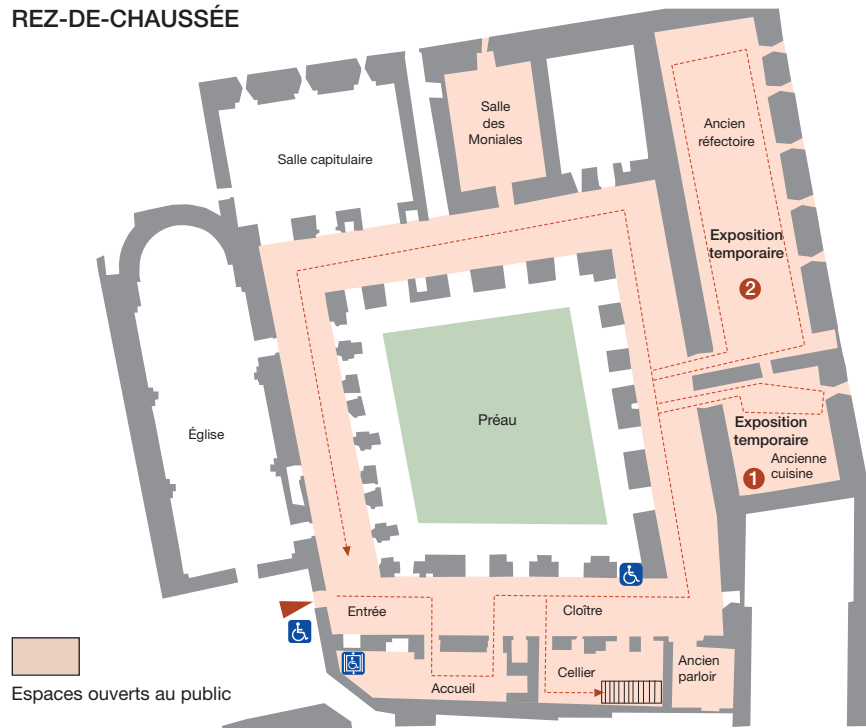 REZ-DE-CHAUSSÉE
Salle
des
Moniales
Ancien
réfectoire
Salle capitulaire
Exposition
temporaire
2
Église
Préau
Exposition
temporaire
1
Ancienne
cuisine
Entrée
Cloître
Accueil
Cellier
Ancien
parloir
Espaces ouverts au public